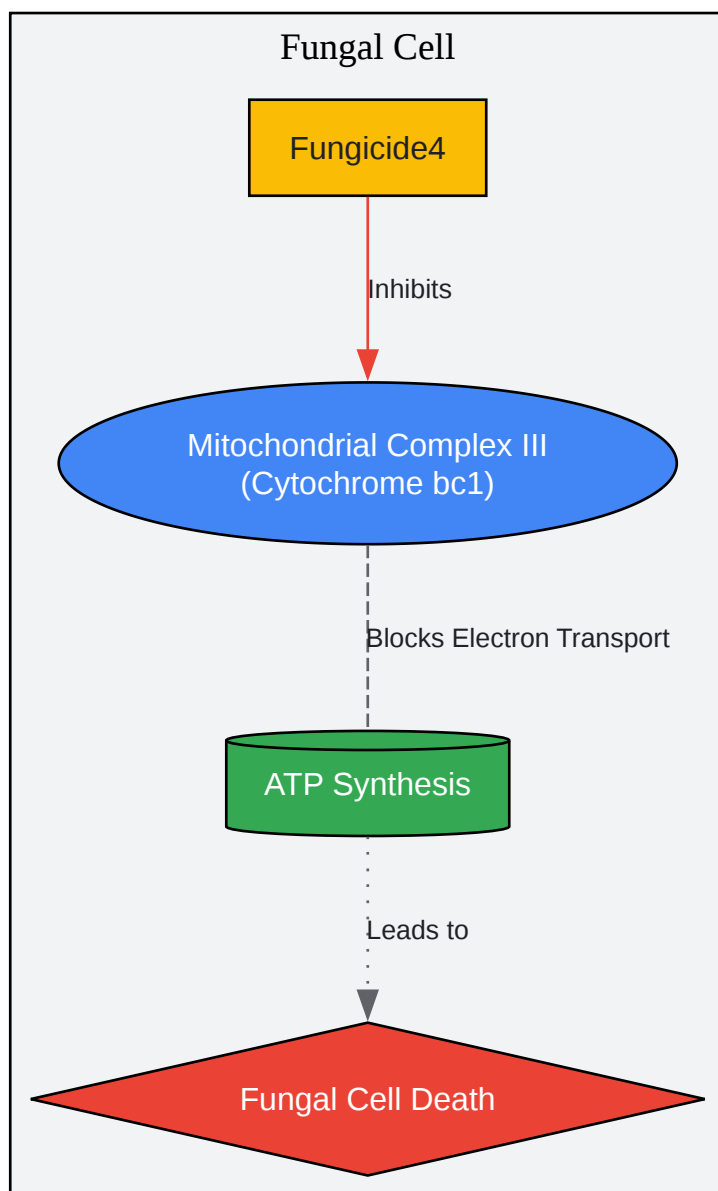 Fungal Cell
Fungicide4
Inhibits
Mitochondrial Complex III
(Cytochrome bc1)
Blocks Electron Transport
ATP Synthesis
Leads to
Fungal Cell Death